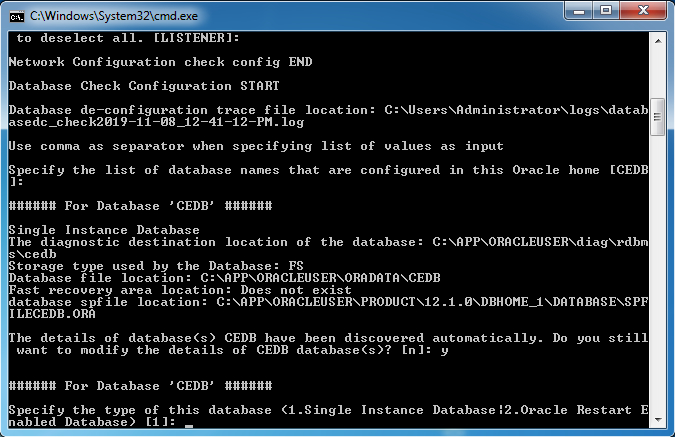 C:\Windows\System32\cmd.exe
to deselect all. [LISTENER]:
Network Configuration check config END
Database Check Configuration START
Database de-configuration trace file location: C:\Users\Administrator\logs\datab
asedc_check2019-11-08_12-41-12-PM.log
Use comma as separator when specifying list of values as input
Specify the list of database names that are configured in this Oracle home [CEDB
]:
###### For Database 'CEDB' ######
Single Instance Database
The diagnostic destination location of the database: C:\APP\ORACLEUSER\diag\rdbm
s\cedb
Storage type used by the Database: FS
Database file location: C:\APP\ORACLEUSER\ORADATA\CEDB
Fast recovery area location: Does not exist
database spfile location: C:\APP\ORACLEUSER\PRODUCT\12.1.0\DBHOME_1\DATABASE\SPF
ILECEDB.ORA
The details of database(s) CEDB have been discovered automatically. Do you still
want to modify the details of CEDB database(s)? [n]: y
###### For Database 'CEDB' ######
Specify the type of this database (1.Single Instance Database|2.Oracle Restart E
nabled Database) [1]: _